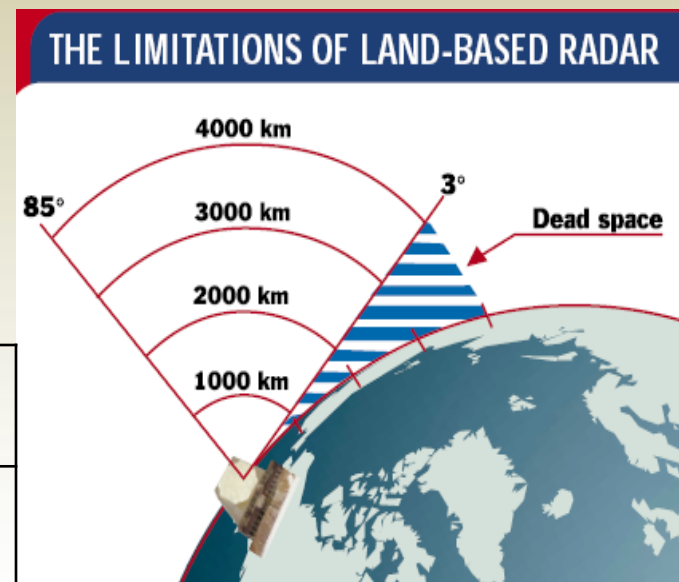 THE LIMITATIONS OF LAND-BASED RADAR
4000 km
85°
3000 km
3°
Dead space
2000 km
1000 km